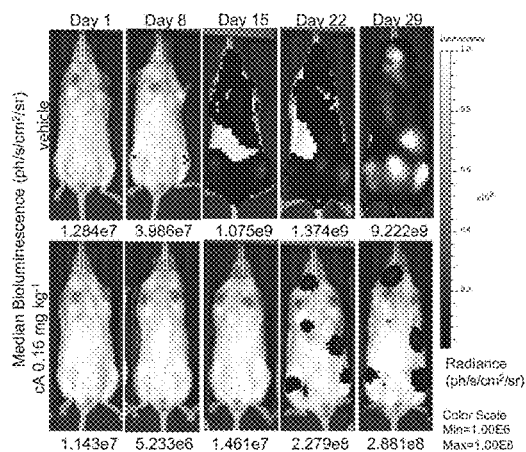 Day 1 Day 8 Day 15 Day 22 Day 29
Median Bioluminescence (ph/s/cm²/sr)
vehicle
1.284e7 3.986e7 1.075e9 1.374e9 9.222e9
cA 0.16 mg kg⁻¹
1.143e7 5.233e6 1.461e7 2.279e8 2.881e8
Radiance
(ph/s/cm²/sr)
Color Scale
Min=1.00E6
Max=1.00E8